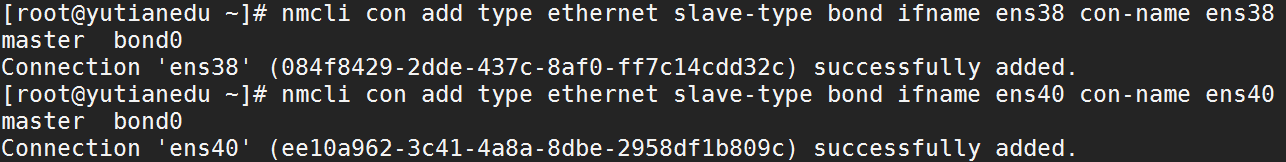 [root@yutianedu ~]# nmcli con add type ethernet slave-type bond ifname ens38 con-name ens38
master  bond0
Connection 'ens38' (084f8429-2dde-437c-8af0-ff7c14cdd32c) successfully added.
[root@yutianedu ~]# nmcli con add type ethernet slave-type bond ifname ens40 con-name ens40
master  bond0
Connection 'ens40' (ee10a962-3c41-4a8a-8dbe-2958df1b809c) successfully added.